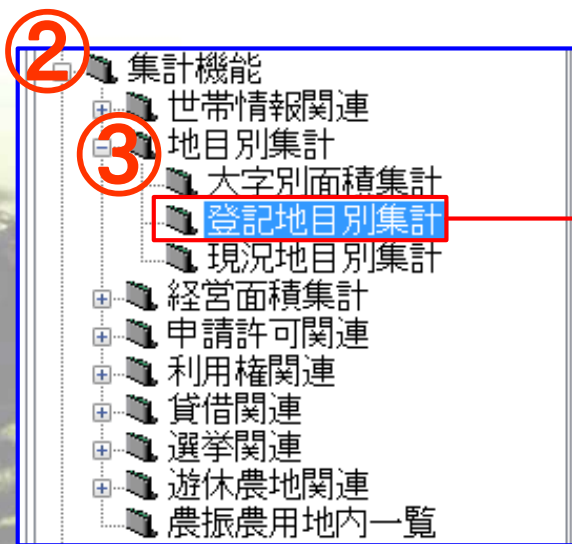 ② 集計機能
世帯情報関連
③ 地目別集計
大字別面積集計
登記地目別集計
現況地目別集計
経営面積集計
申請許可関連
利用権関連
貸借関連
選挙関連
遊休農地関連
農振農用地内一覧